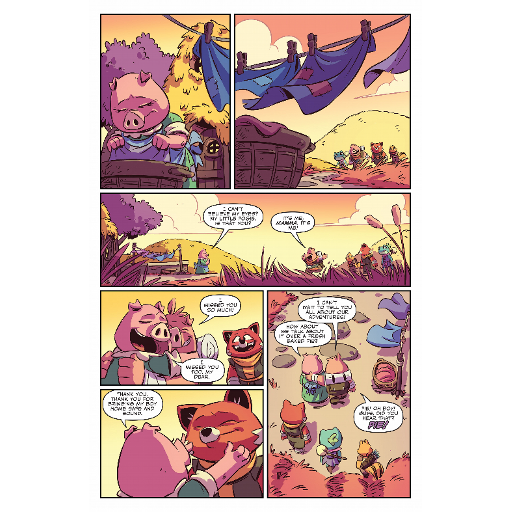 I CAN'T
BELIEVE MY EYES!
MY LITTLE POGGY,
IS THAT YOU?
IT'S ME,
MAMMA, IT'S
ME!
I
MISSED YOU
SO MUCH!
I
MISSED YOU
TOO, MY
DEAR.
THANK YOU,
THANK YOU FOR
BRINGING MY BOY
HOME SAFE AND
SOUND.
I CAN'T
WAIT TO TELL YOU
ALL ABOUT OUR
ADVENTURES!
HOW ABOUT
WE TALK ABOUT
IT OVER A FRESH
BAKED PIE?
PIE! OH BOY!
GUYS, DID YOU
HEAR THAT?
PIE!